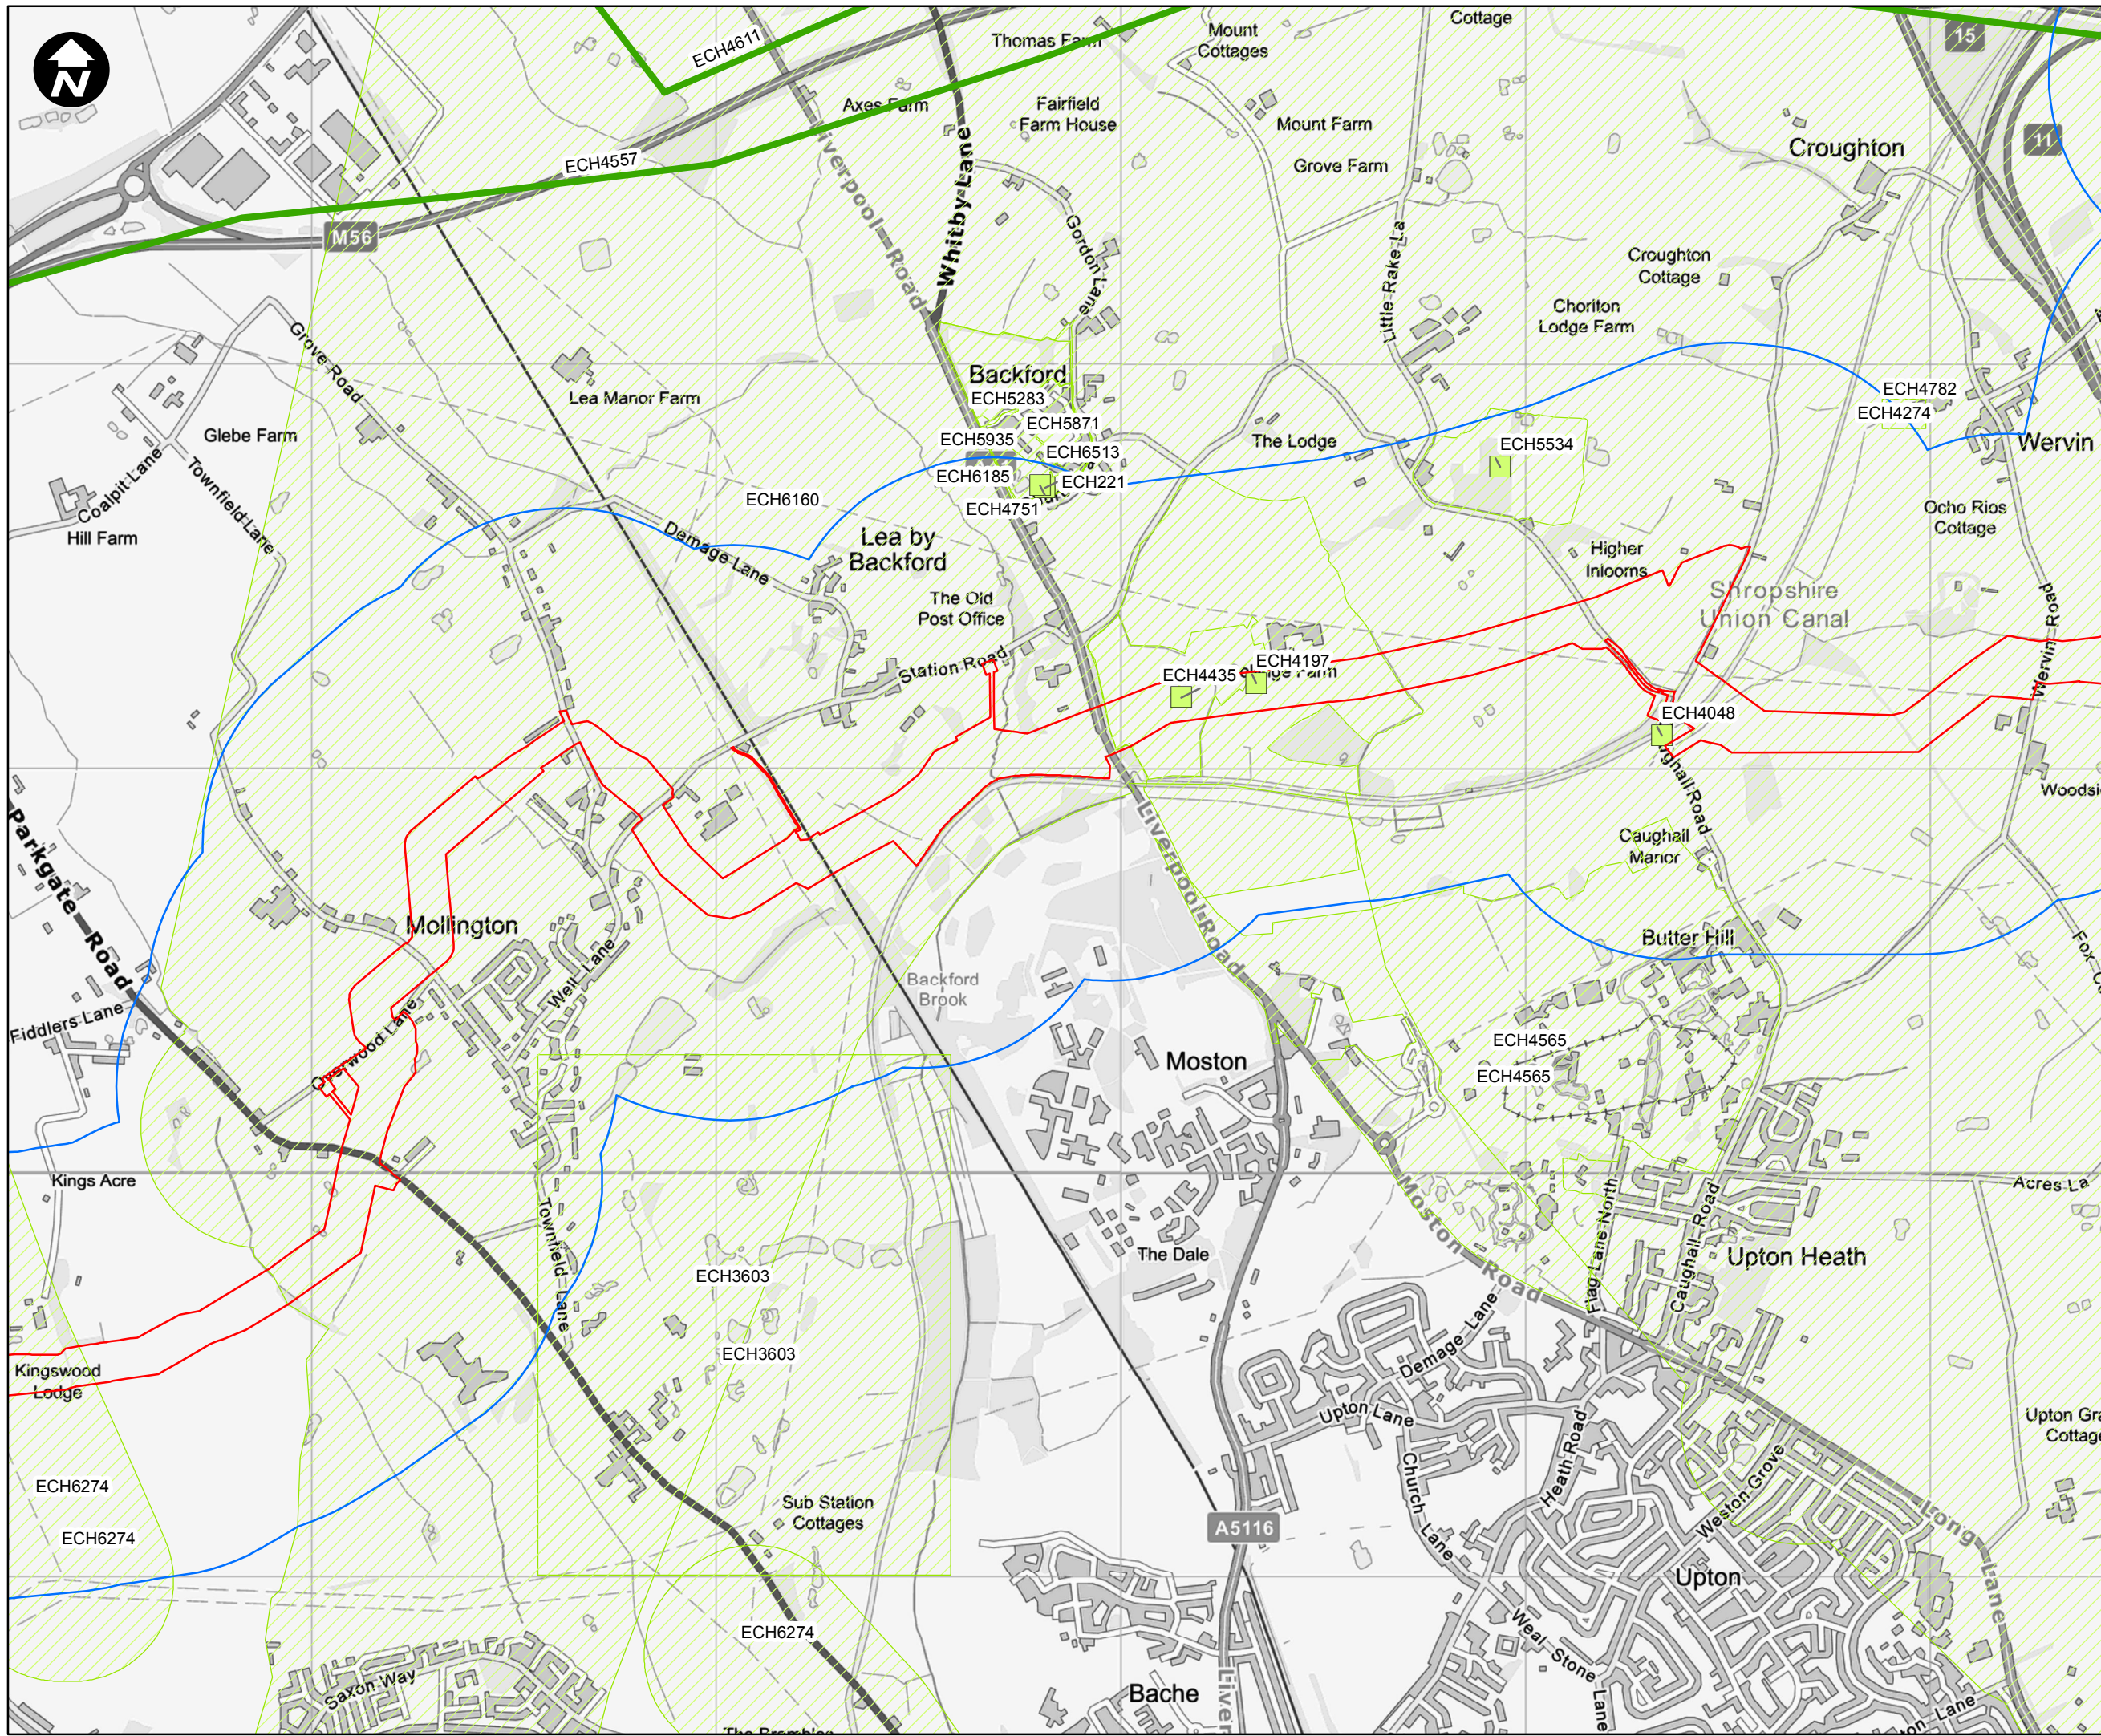 N
ECH4611
Thomas Farm
Mount
Cottages
Cottage
15
Axes Farm
Fairfield
Farm House
Mount Farm
Grove Farm
Croughton
11
ECH4557
M56
Liverpool Road
Whitby Lane
Gordon Lane
Little Rake La
Croughton
Cottage
Choriton
Lodge Farm
Grove Road
Lea Manor Farm
Backford
ECH5283
ECH5871
ECH5935
ECH6513
ECH6185
ECH221
ECH4751
ECH4782
ECH4274
Wervin
Glebe Farm
Coalpit Lane
Townfield Lane
Hill Farm
ECH6160
The Lodge
ECH5534
Ocho Rios
Cottage
Demage Lane
Lea by
Backford
The Old
Post Office
Station Road
Higher
Shropshire
Union Canal
Wervin Road
ECH4435
ECH4197
Farm
ECH4048
Caughall
Manor
Parkgate Road
Mollington
Well Lane
Overwood Lane
Fiddlers Lane
Backford
Brook
Liverpool Road
Butter Hill
Moston
ECH4565
ECH4565
Kings Acre
Townfield Lane
The Dale
Moston Road
Flag Lane North
Caughall Road
Acres La
Upton Heath
ECH3603
ECH3603
Kingswood
Lodge
Demage Lane
Upton Lane
Church Lane
Heath Road
Weston Grove
Long Lane
ECH6274
ECH6274
Sub Station
Cottages
A5116
Upton
ECH6274
Weal Stone Lane
Saxon Way
Bache